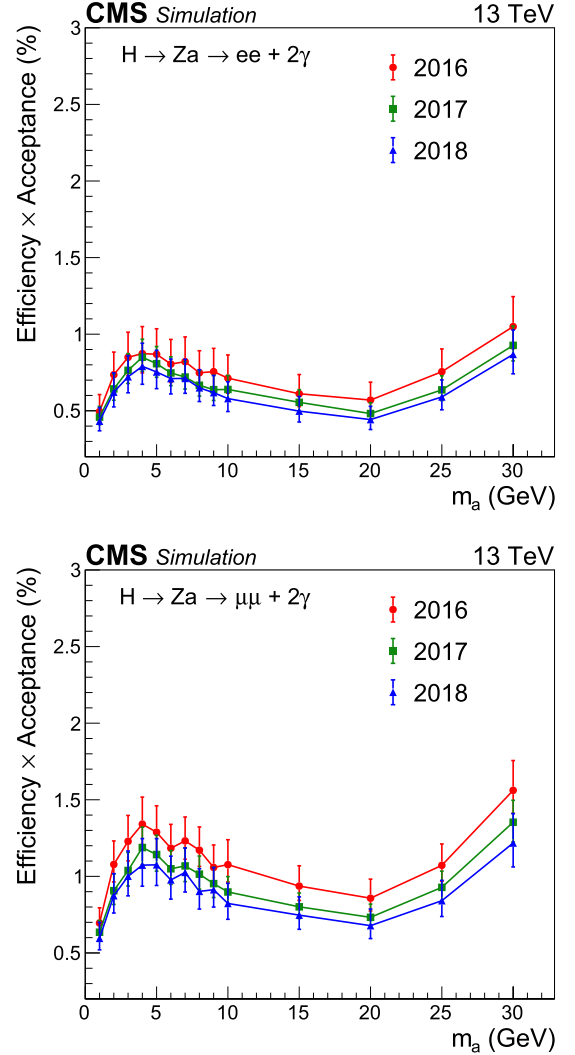 CMS Simulation 13 TeV
H → Za → ee + 2γ
2016
2017
2018
Efficiency × Acceptance (%)
3
2.5
2
1.5
1
0.5
0 5 10 15 20 25 30
mₐ (GeV)
CMS Simulation 13 TeV
H → Za → μμ + 2γ
2016
2017
2018
Efficiency × Acceptance (%)
3
2.5
2
1.5
1
0.5
0 5 10 15 20 25 30
mₐ (GeV)